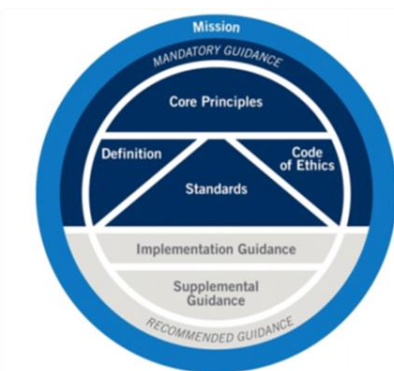 Mission
MANDATORY GUIDANCE
Core Principles
Definition
Code
of Ethics
Standards
Implementation Guidance
Supplemental
Guidance
RECOMMENDED GUIDANCE